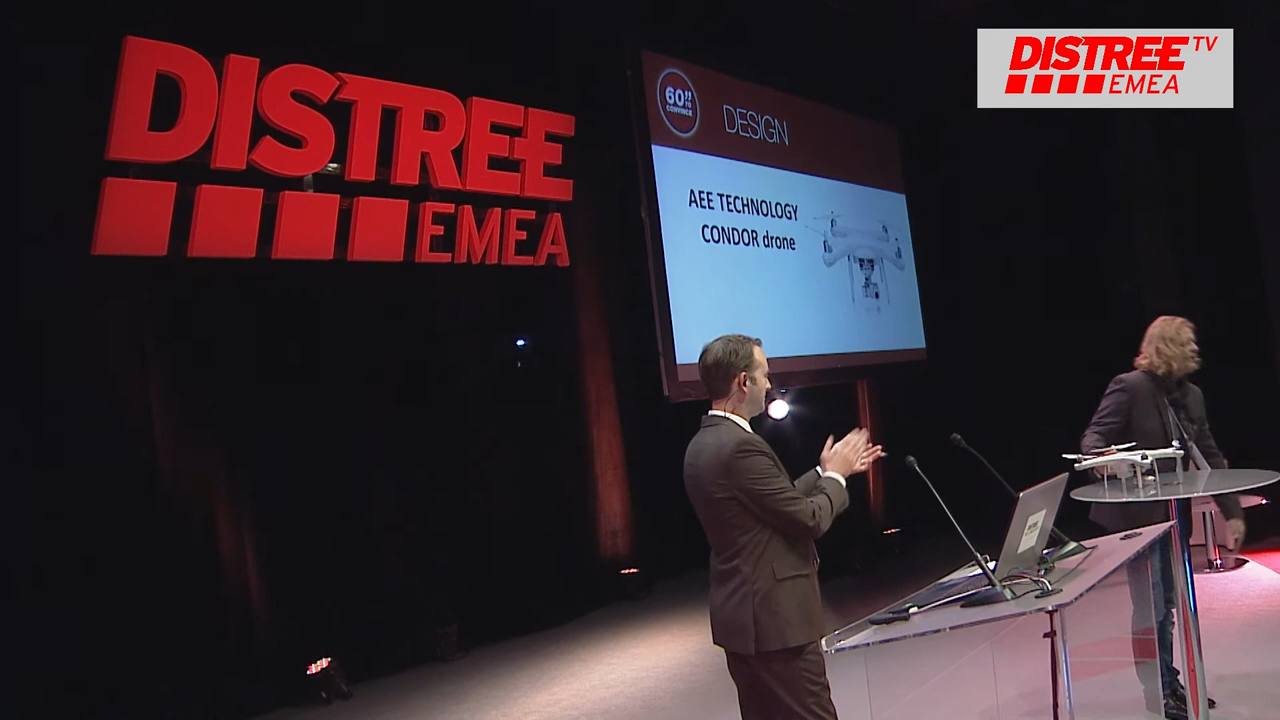 DISTREE
EMEA
60"
TO
CONVINCE
DESIGN
AEE TECHNOLOGY
CONDOR drone
DISTREE TV
EMEA